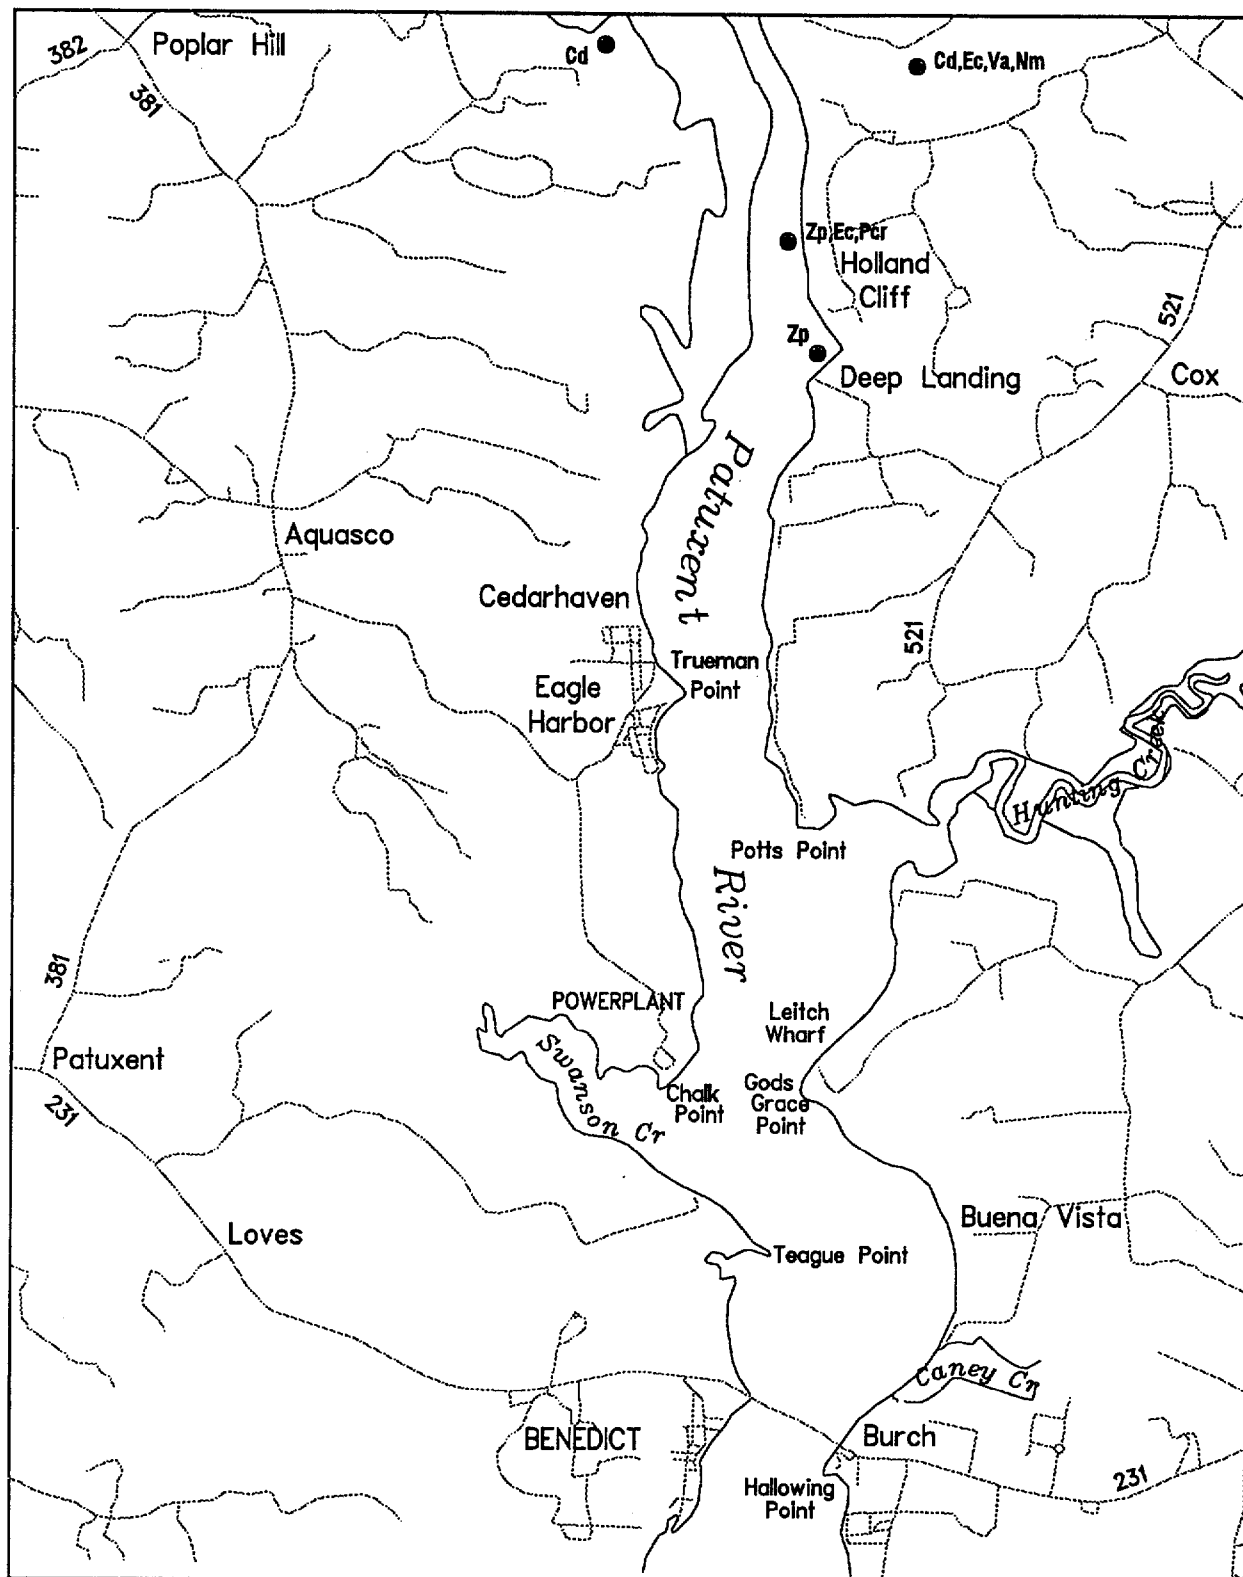 382
Poplar Hill
Cd
Cd,Ec,Va,Nm
381
Zp,Ec,Pcr
Holland
Cliff
521
Zp
Deep Landing
Cox
Patuxent
Aquasco
Cedarhaven
521
Trueman
Point
Eagle
Harbor
Hunting Creek
Potts Point
River
381
POWERPLANT
Leitch
Wharf
Swanson Cr
Patuxent
Chalk
Point
Gods
Grace
Point
231
Buena Vista
Loves
Teague Point
Caney Cr
BENEDICT
Burch
231
Hallowing
Point